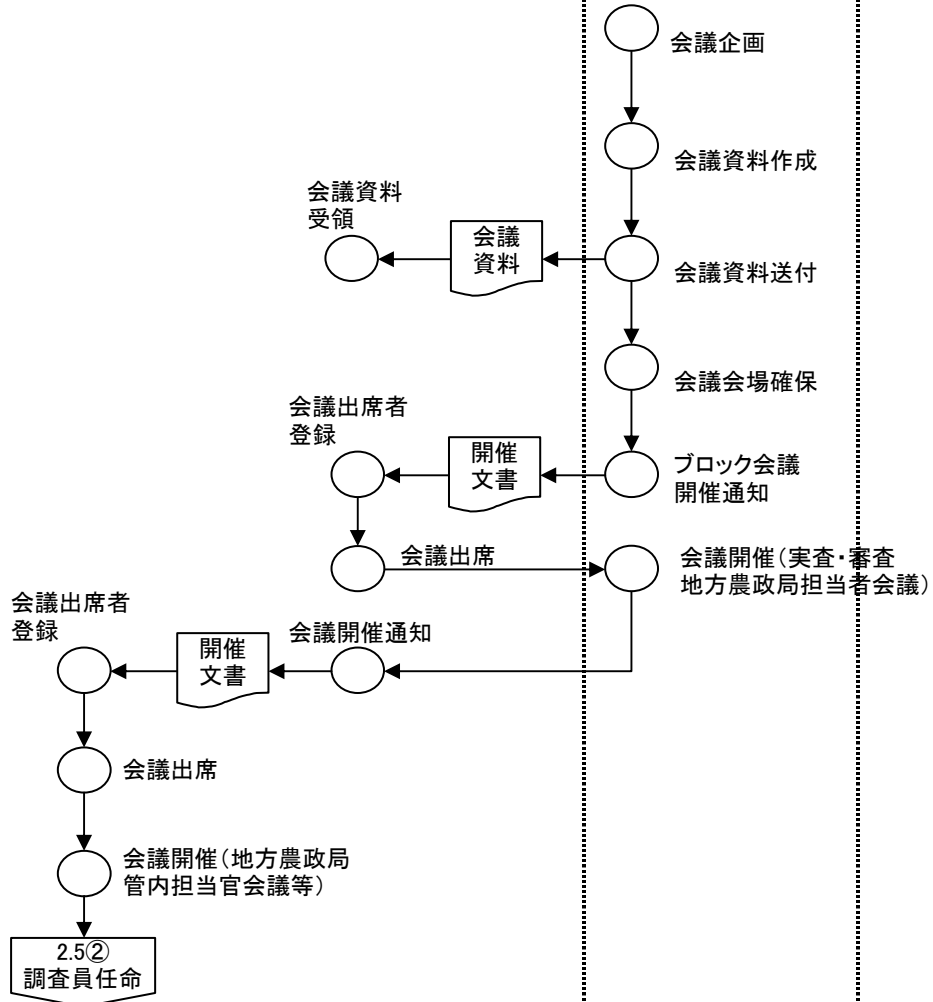 会議企画
会議資料作成
会議資料
受領
会議
資料
会議資料送付
会議会場確保
会議出席者
登録
開催
文書
ブロック会議
開催通知
会議出席
会議開催(実査・審査
地方農政局担当者会議)
会議出席者
登録
開催
文書
会議開催通知
会議出席
会議開催(地方農政局
管内担当官会議等)
2.5②
調査員任命